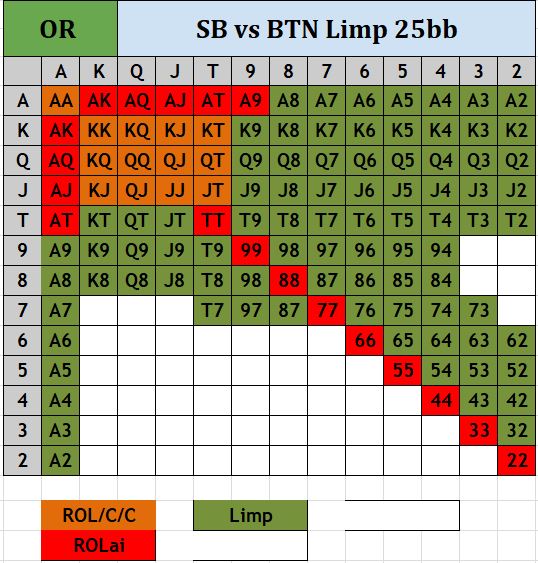 OR SB vs BTN Limp 25bb
A K Q J T 9 8 7 6 5 4 3 2
A AA AK AQ AJ AT A9 A8 A7 A6 A5 A4 A3 A2
K AK KK KQ KJ KT K9 K8 K7 K6 K5 K4 K3 K2
Q AQ KQ QQ QJ QT Q9 Q8 Q7 Q6 Q5 Q4 Q3 Q2
J AJ KJ QJ JJ JT J9 J8 J7 J6 J5 J4 J3 J2
T AT KT QT JT TT T9 T8 T7 T6 T5 T4 T3 T2
9 A9 K9 Q9 J9 T9 99 98 97 96 95 94
8 A8 K8 Q8 J8 T8 98 88 87 86 85 84
7 A7 T7 97 87 77 76 75 74 73
6 A6 66 65 64 63 62
5 A5 55 54 53 52
4 A4 44 43 42
3 A3 33 32
2 A2 22
ROL/C/C Limp
ROLai